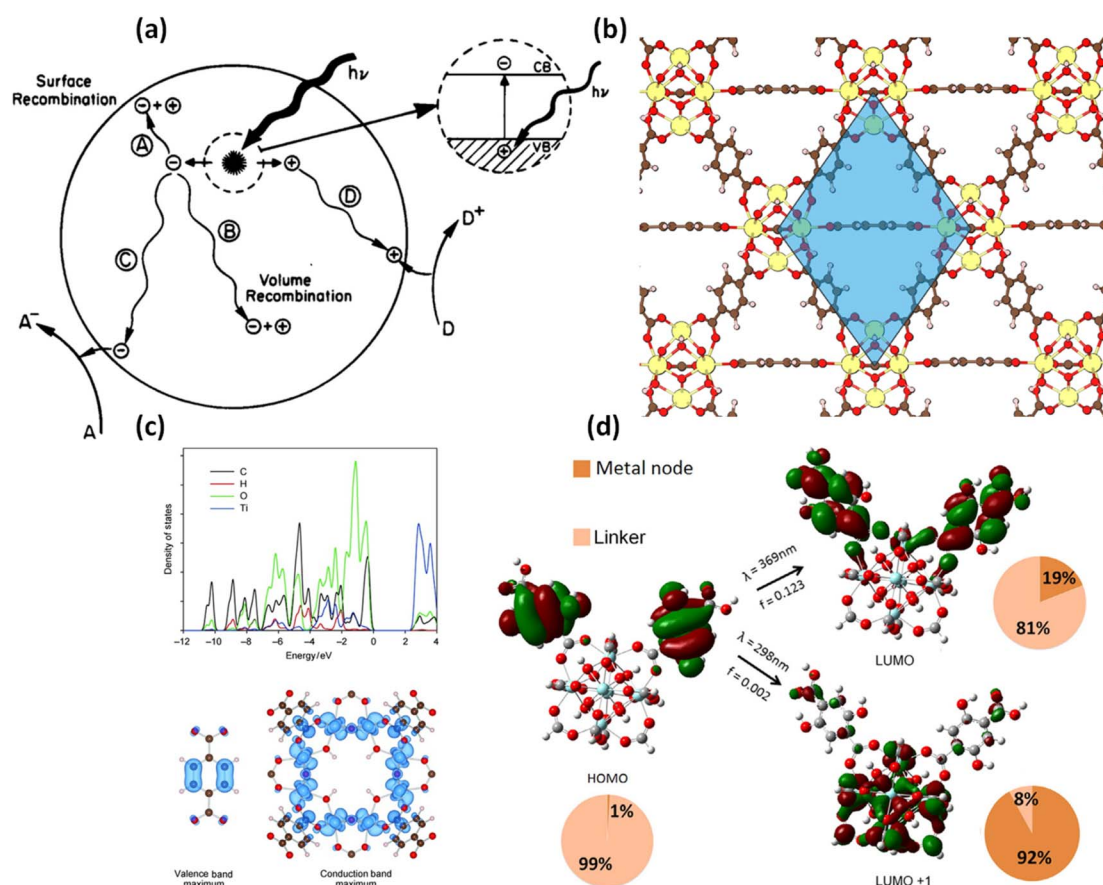 (a)
Surface
Recombination
hν
⊖+⊕
Ⓐ
⊖
⊕
Ⓓ
D⁺
Ⓒ
Ⓑ
⊕
Volume
Recombination
⊖+⊕
A⁻
⊖
D
A
⊖
CB
hν
VB
⊕
(b)
(c)
Density of states
C
H
O
Ti
−12 −10 −8 −6 −4 −2 0 2 4
Energy/eV
Valence band
maximum
Conduction band
maximum
(d)
Metal node
Linker
λ = 369nm
f = 0.123
λ = 298nm
f = 0.002
HOMO
1%
99%
19%
81%
LUMO
8%
92%
LUMO +1